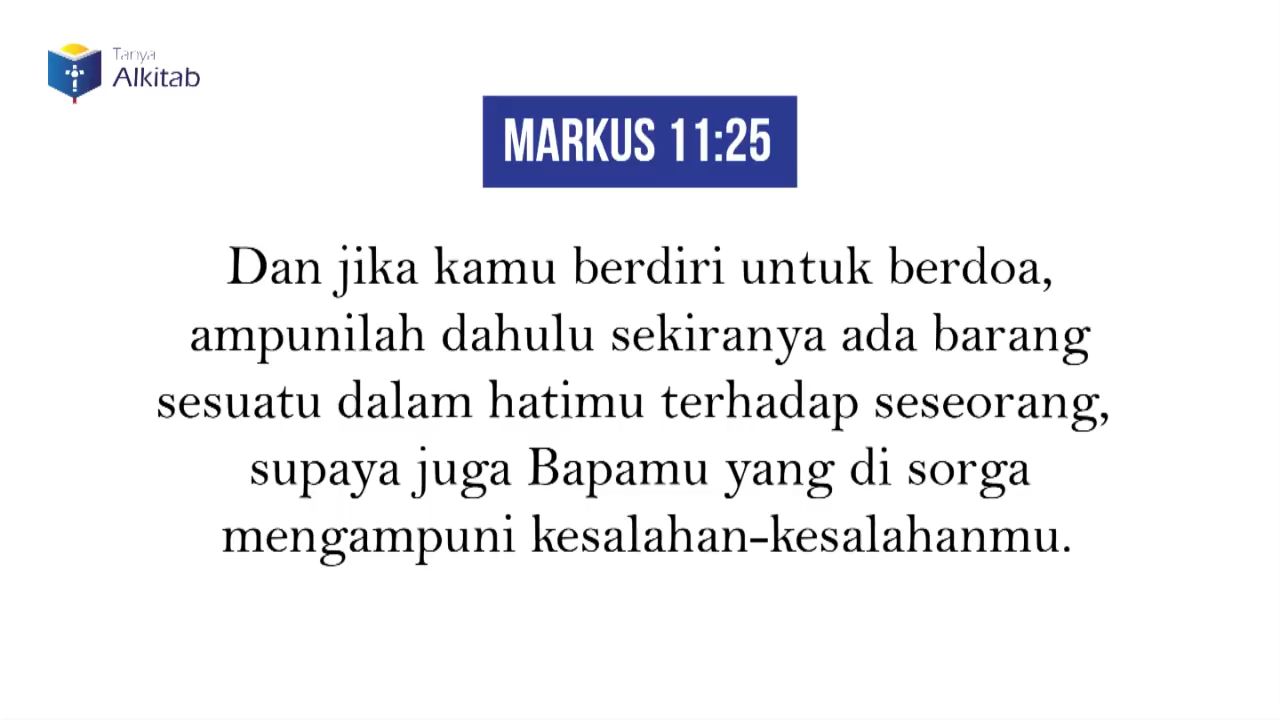 Tanya
Alkitab
MARKUS 11:25
Dan jika kamu berdiri untuk berdoa,
ampunilah dahulu sekiranya ada barang
sesuatu dalam hatimu terhadap seseorang,
supaya juga Bapamu yang di sorga
mengampuni kesalahan-kesalahanmu.